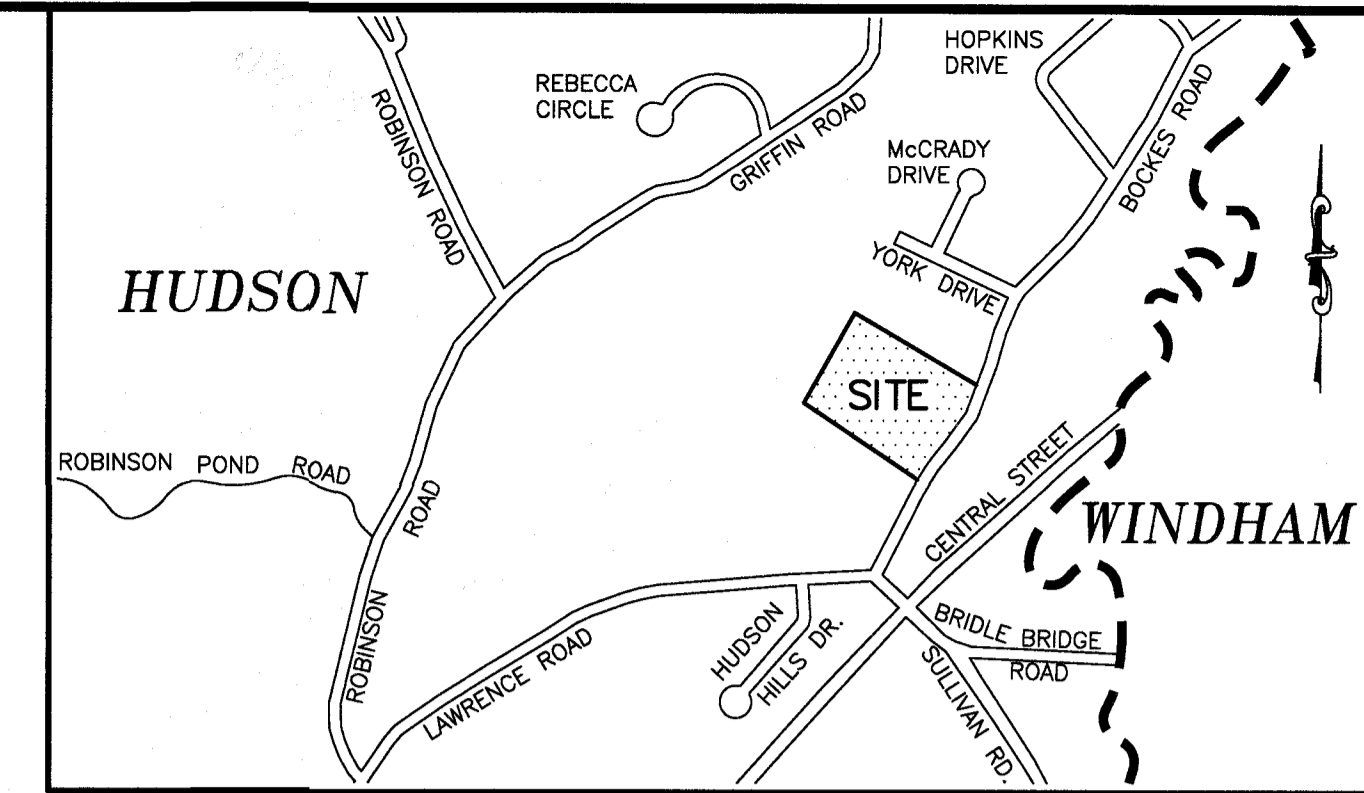 HOPKINS
DRIVE
REBECCA
CIRCLE
ROBINSON ROAD
GRIFFIN ROAD
McCRADY
DRIVE
BOCKES ROAD
YORK DRIVE
HUDSON
SITE
ROBINSON POND ROAD
ROAD
ROBINSON
CENTRAL STREET
WINDHAM
LAWRENCE ROAD
HUDSON
HILLS DR.
BRIDLE BRIDGE
ROAD
SULLIVAN RD.